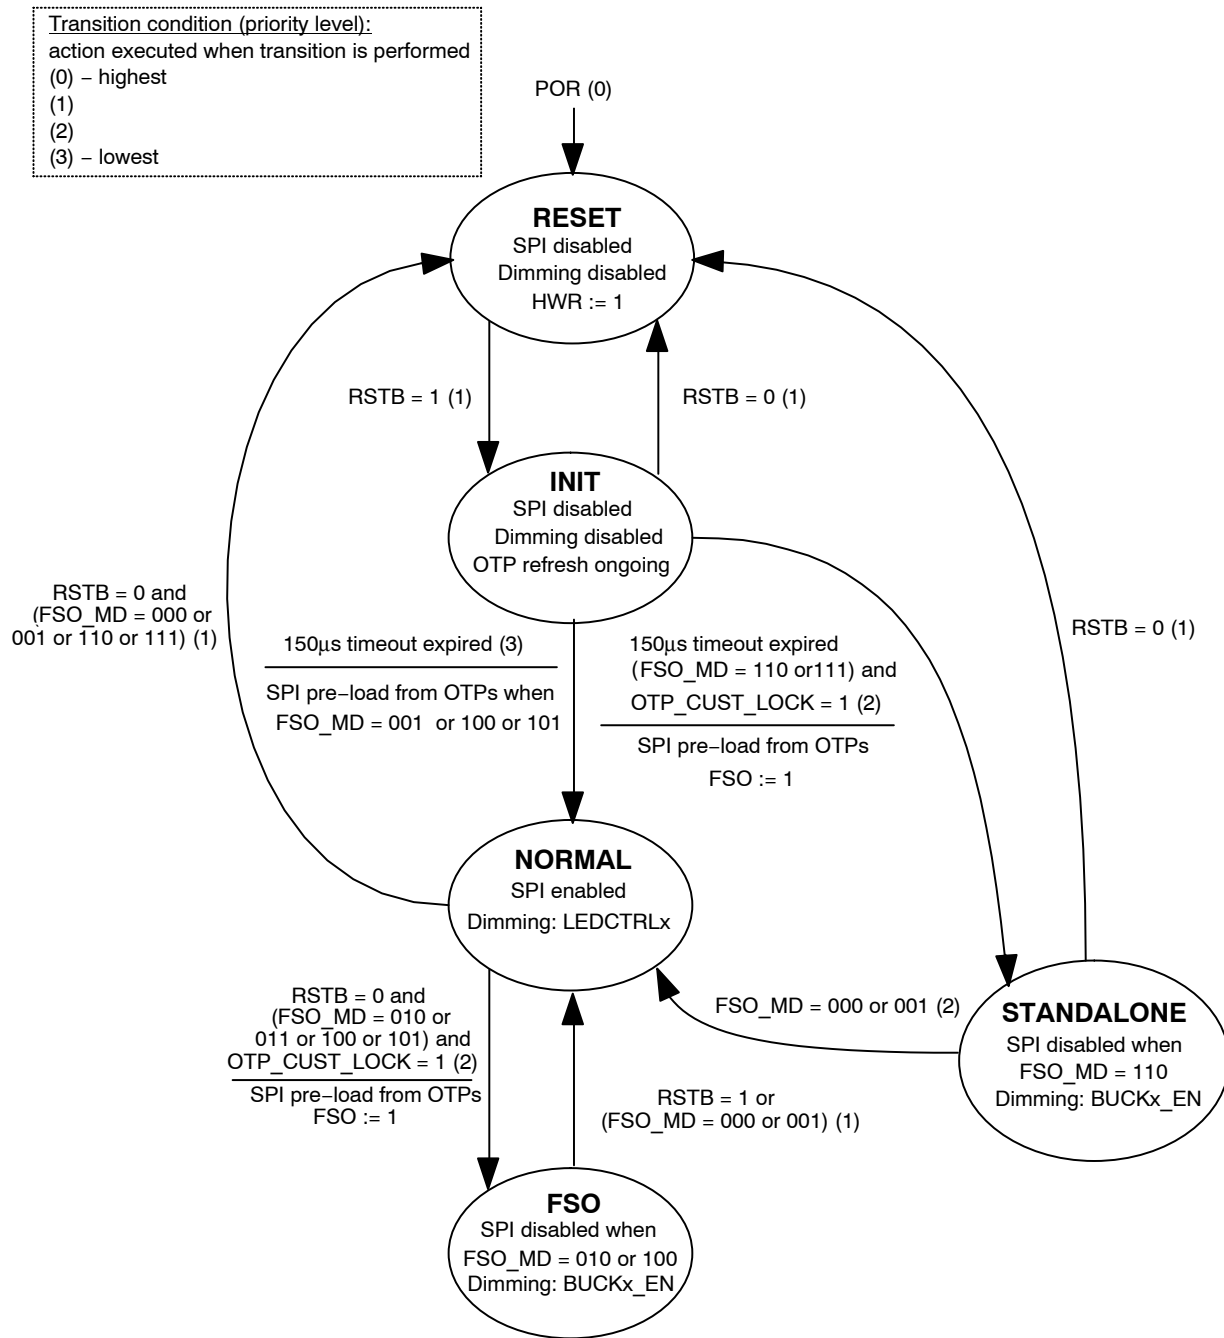 Transition condition (priority level):
action executed when transition is performed
(0) – highest
(1)
(2)
(3) – lowest
POR (0)
RESET
SPI disabled
Dimming disabled
HWR := 1
RSTB = 1 (1)
RSTB = 0 (1)
INIT
SPI disabled
Dimming disabled
OTP refresh ongoing
RSTB = 0 and
(FSO_MD = 000 or
001 or 110 or 111) (1)
150µs timeout expired (3)
SPI pre–load from OTPs when
FSO_MD = 001 or 100 or 101
150µs timeout expired
(FSO_MD = 110 or111) and
OTP_CUST_LOCK = 1 (2)
SPI pre–load from OTPs
FSO := 1
RSTB = 0 (1)
NORMAL
SPI enabled
Dimming: LEDCTRLx
RSTB = 0 and
(FSO_MD = 010 or
011 or 100 or 101) and
OTP_CUST_LOCK = 1 (2)
SPI pre–load from OTPs
FSO := 1
RSTB = 1 or
(FSO_MD = 000 or 001) (1)
FSO_MD = 000 or 001 (2)
STANDALONE
SPI disabled when
FSO_MD = 110
Dimming: BUCKx_EN
FSO
SPI disabled when
FSO_MD = 010 or 100
Dimming: BUCKx_EN